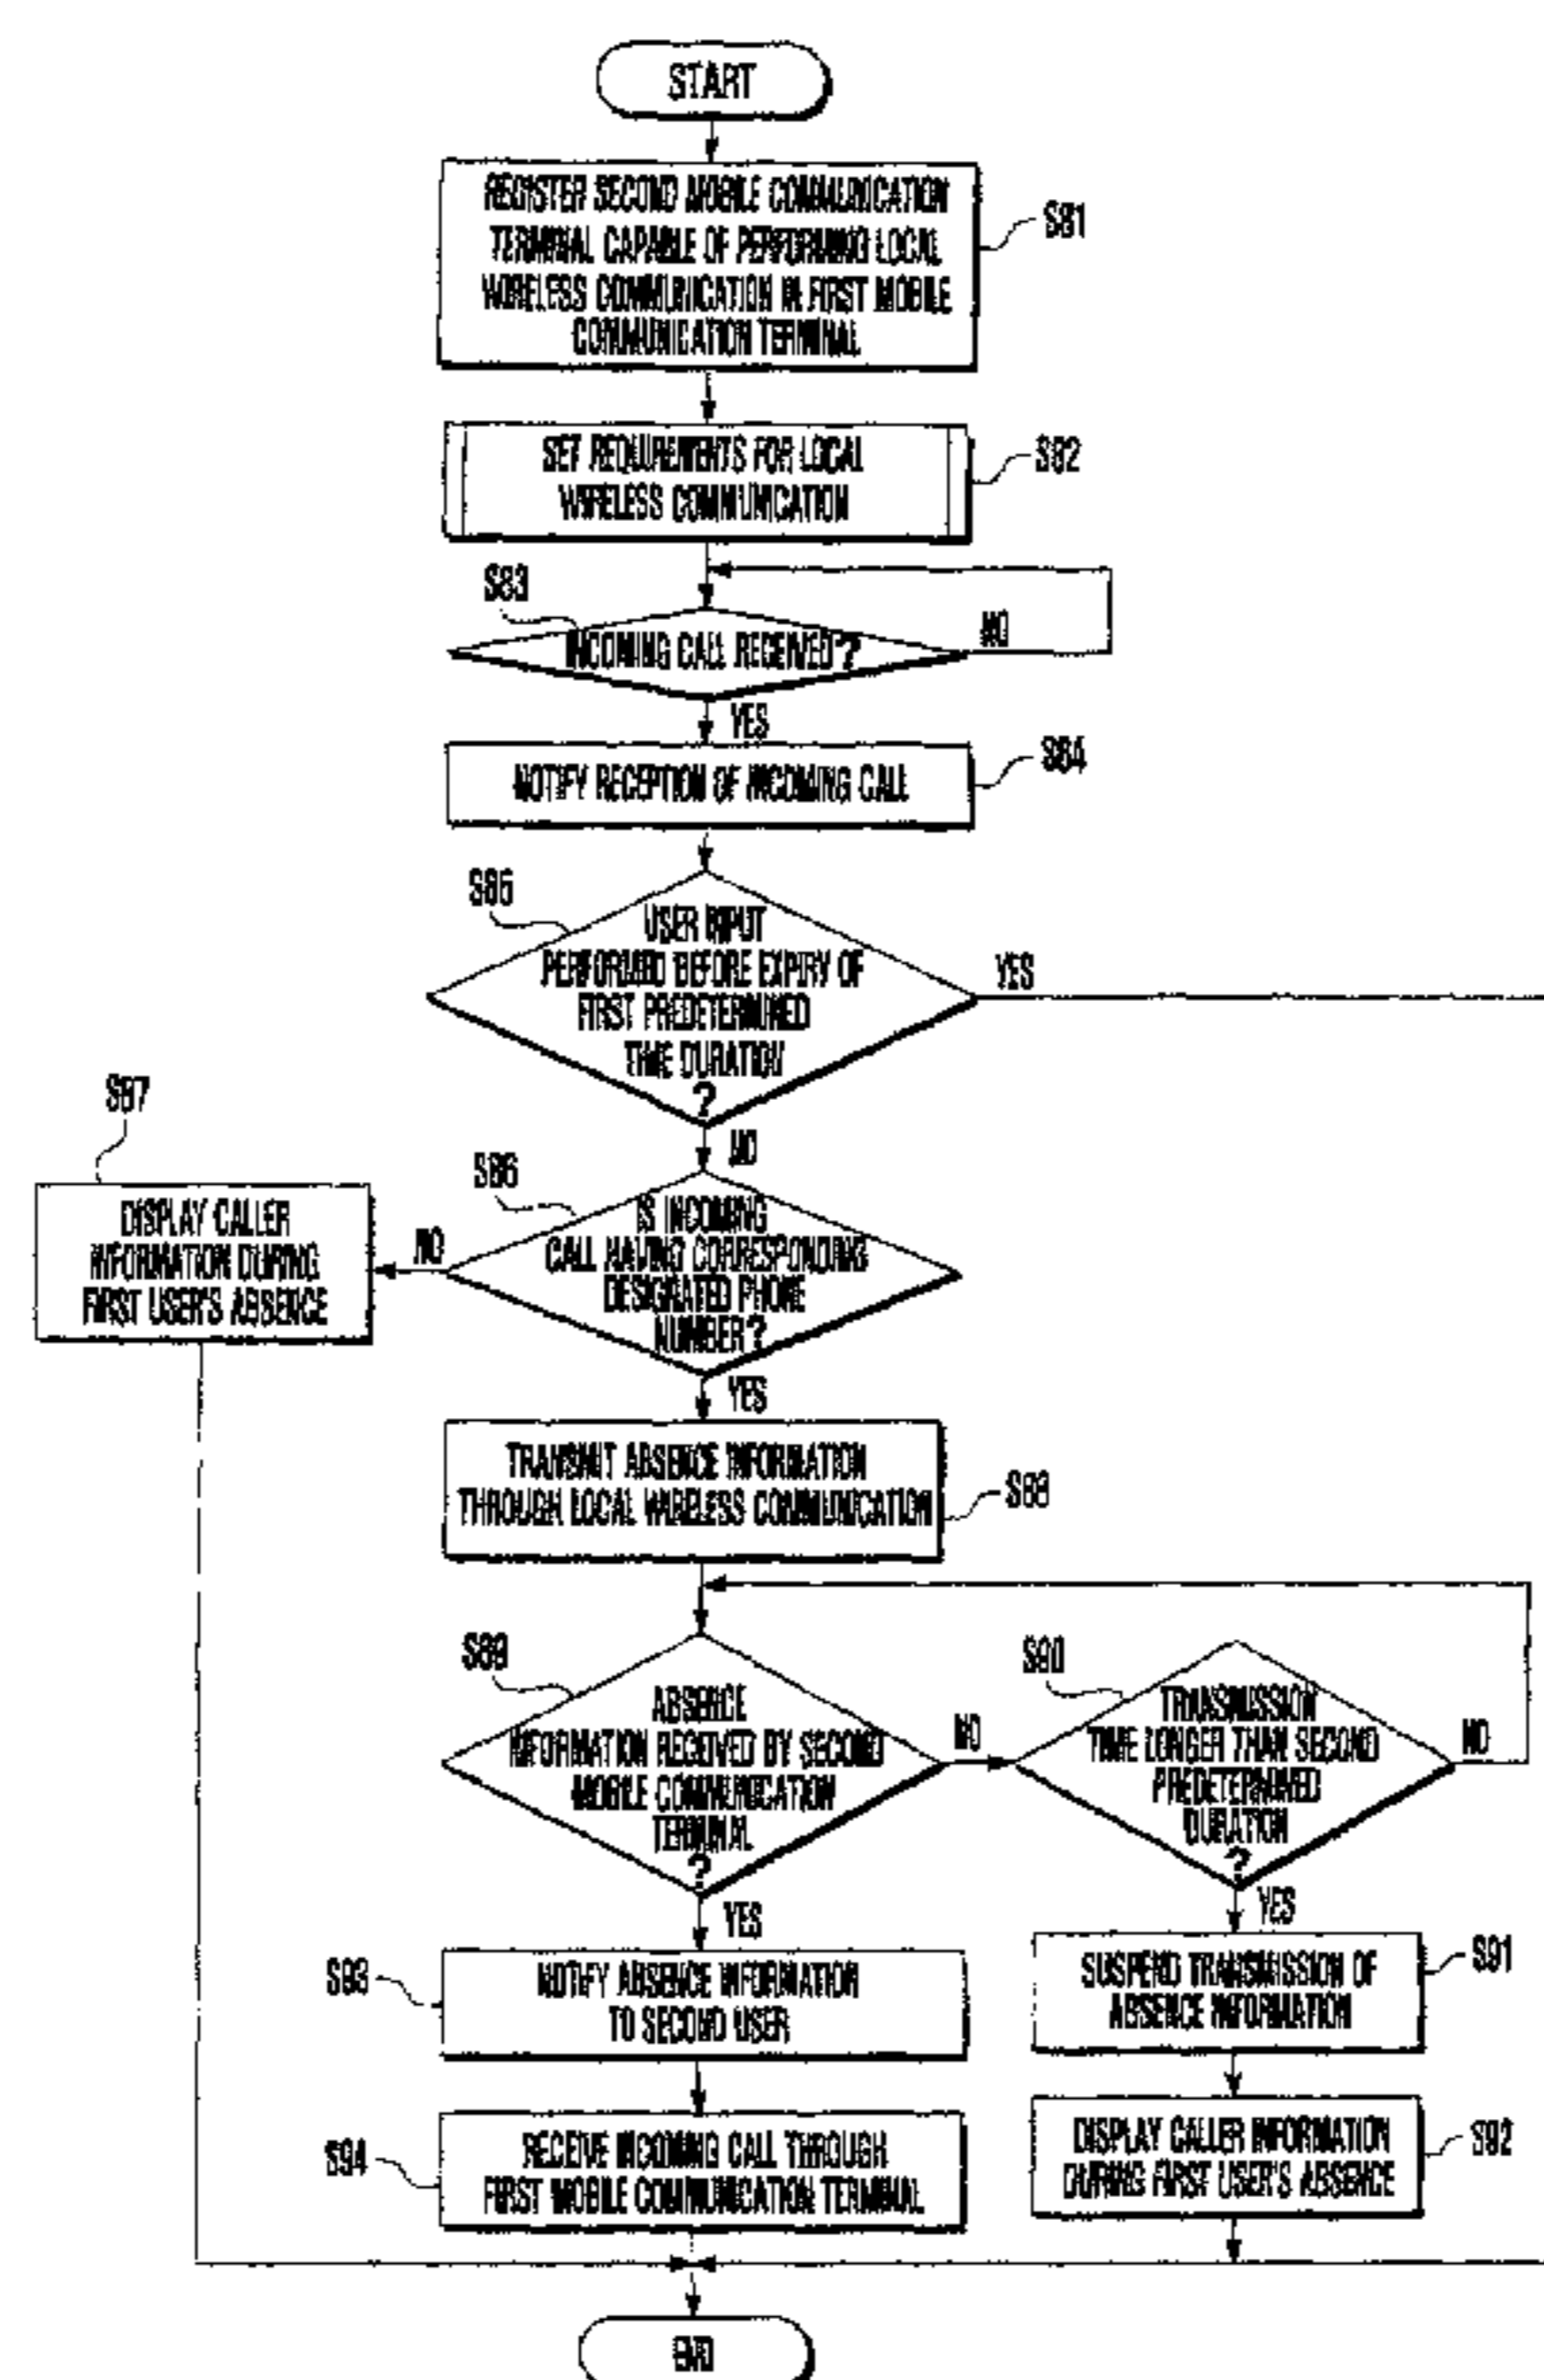 START
REGISTER SECOND MOBILE COMMUNICATION
TERMINAL CAPABLE OF PERFORMING LOCAL
WIRELESS COMMUNICATION IN FIRST MOBILE
COMMUNICATION TERMINAL
S81
SET REQUIREMENTS FOR LOCAL
WIRELESS COMMUNICATION
S82
S83
INCOMING CALL RECEIVED?
NO
YES
NOTIFY RECEPTION OF INCOMING CALL
S84
S85
USER INPUT
PERFORMED BEFORE EXPIRY OF
FIRST PREDETERMINED
TIME DURATION
?
YES
NO
S87
DISPLAY CALLER
INFORMATION DURING
FIRST USER'S ABSENCE
S86
IS INCOMING
CALL HAVING CORRESPONDING
DESIGNATED PHONE
NUMBER?
NO
YES
TRANSMIT ABSENCE INFORMATION
THROUGH LOCAL WIRELESS COMMUNICATION
S88
S89
ABSENCE
INFORMATION RECEIVED BY SECOND
MOBILE COMMUNICATION
TERMINAL
?
NO
YES
S90
TRANSMISSION
TIME LONGER THAN SECOND
PREDETERMINED
DURATION
?
NO
YES
S93
NOTIFY ABSENCE INFORMATION
TO SECOND USER
SUSPEND TRANSMISSION OF
ABSENCE INFORMATION
S91
S94
RECEIVE INCOMING CALL THROUGH
FIRST MOBILE COMMUNICATION TERMINAL
DISPLAY CALLER INFORMATION
DURING FIRST USER'S ABSENCE
S92
END